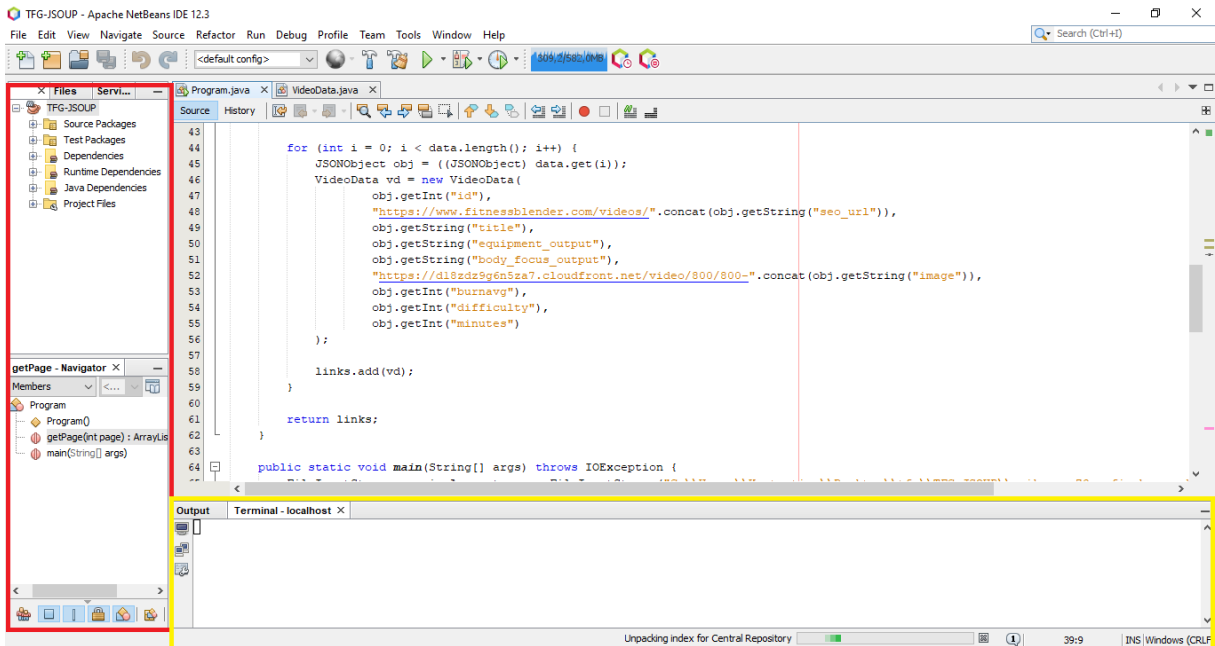 TFG-JSOUP - Apache NetBeans IDE 12.3
File Edit View Navigate Source Refactor Run Debug Profile Team Tools Window Help
Search (Ctrl+I)
<default config>
Files Servi...
TFG-JSOUP
Source Packages
Test Packages
Dependencies
Runtime Dependencies
Java Dependencies
Project Files
getPage - Navigator
Members <...
Program
Program()
getPage(int page) : ArrayLis
main(String[] args)
Program.java VideoData.java
Source History
43
44 for (int i = 0; i < data.length(); i++) {
45 JSONObject obj = ((JSONObject) data.get(i));
46 VideoData vd = new VideoData(
47 obj.getInt("id"),
48 "https://www.fitnessblender.com/videos/".concat(obj.getString("seo_url")),
49 obj.getString("title"),
50 obj.getString("equipment_output"),
51 obj.getString("body_focus_output"),
52 "https://d18zdz9g6n5za7.cloudfront.net/video/800/800-".concat(obj.getString("image")),
53 obj.getInt("burnavg"),
54 obj.getInt("difficulty"),
55 obj.getInt("minutes")
56 );
57
58 links.add(vd);
59 }
60
61 return links;
62 }
63
64 public static void main(String[] args) throws IOException {
Output Terminal - localhost
Unpacking index for Central Repository 1 39:9 INS Windows (CRLF